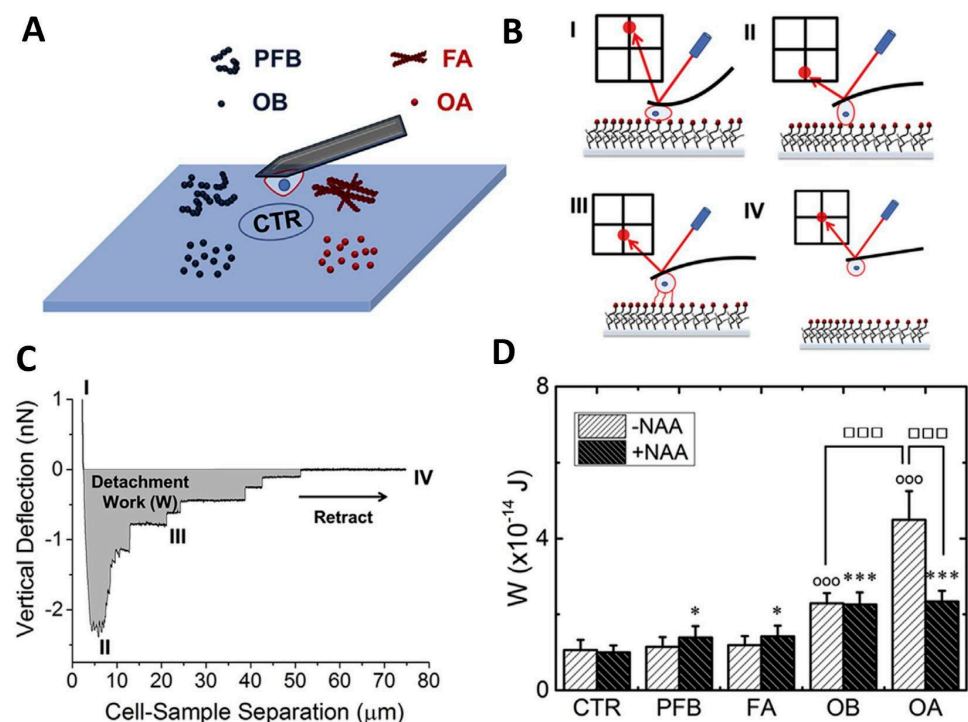 A
PFB
FA
OB
OA
CTR
B
I
II
III
IV
C
I
Vertical Deflection (nN)
1
0
-1
-2
Detachment
Work (W)
II
III
IV
Retract
0 10 20 30 40 50 60 70 80
Cell-Sample Separation (μm)
D
W (x10⁻¹⁴ J)
8
4
0
-NAA
+NAA
□□□ □□□
ooo
ooo *** ***
* *
CTR PFB FA OB OA